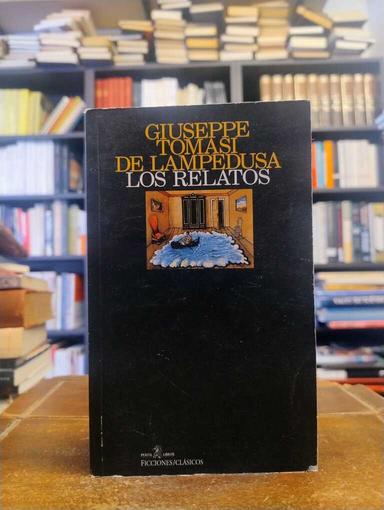 GIUSEPPE
TOMASI
DE LAMPEDUSA
LOS RELATOS
FICCIONES/CLÁSICOS